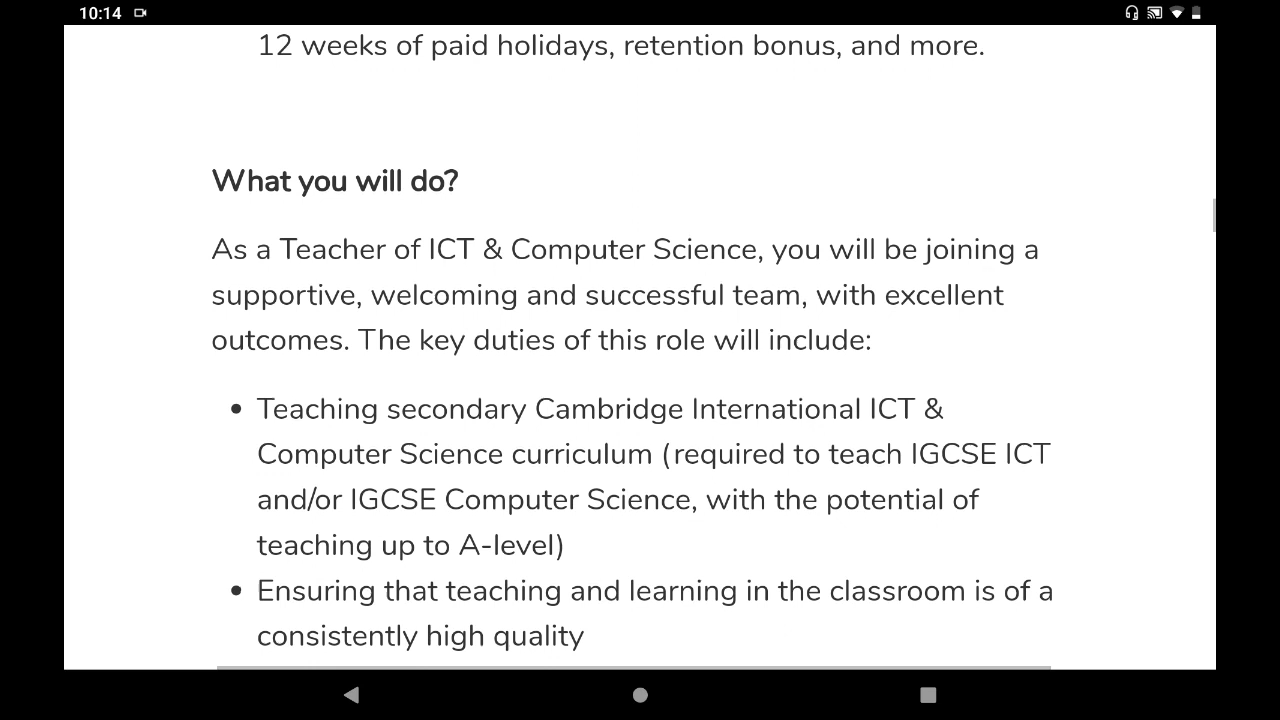 10:14
12 weeks of paid holidays, retention bonus, and more.
What you will do?
As a Teacher of ICT & Computer Science, you will be joining a
supportive, welcoming and successful team, with excellent
outcomes. The key duties of this role will include:
• Teaching secondary Cambridge International ICT &
Computer Science curriculum (required to teach IGCSE ICT
and/or IGCSE Computer Science, with the potential of
teaching up to A-level)
• Ensuring that teaching and learning in the classroom is of a
consistently high quality